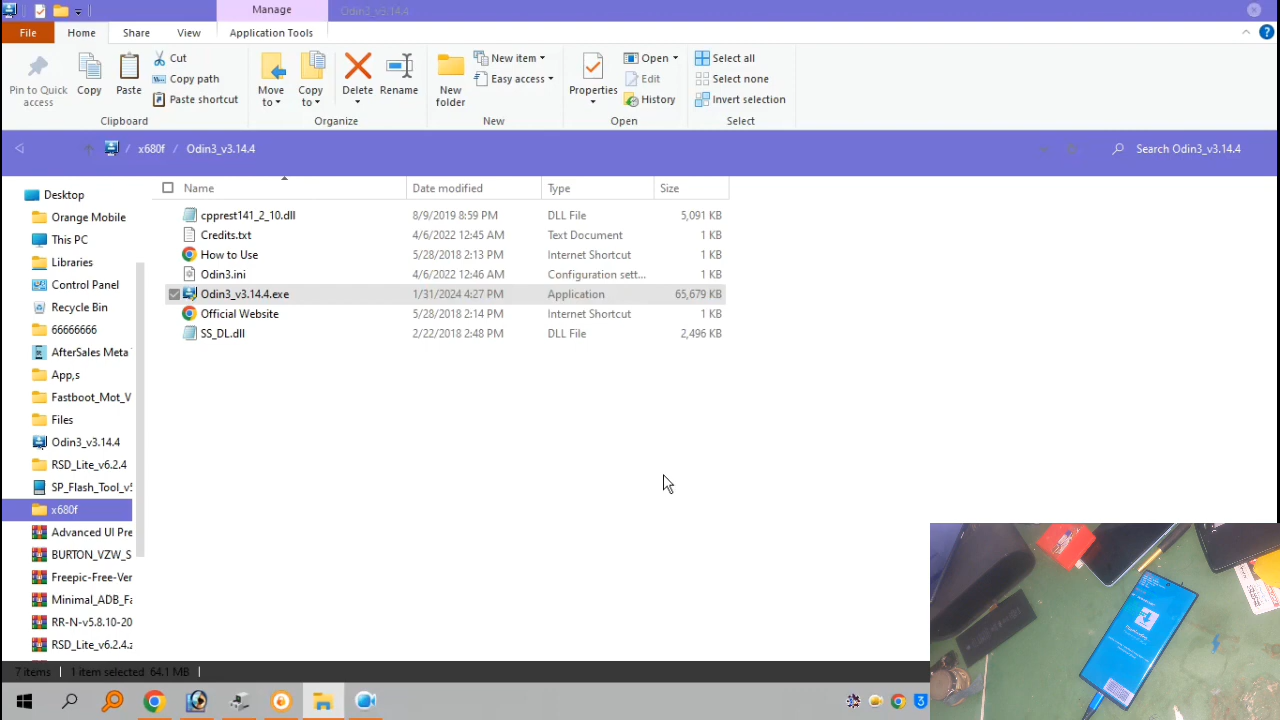 Manage
Odin3_v3.14.4
File
Home
Share
View
Application Tools
Pin to Quick access
Copy
Paste
Cut
Copy path
Paste shortcut
Clipboard
Move to
Copy to
Delete
Rename
Organize
New folder
New item
Easy access
New
Properties
Open
Edit
History
Open
Select all
Select none
Invert selection
Select
x680f / Odin3_v3.14.4
Search Odin3_v3.14.4
Name Date modified Type Size
cpprest141_2_10.dll 8/9/2019 8:59 PM DLL File 5,091 KB
Credits.txt 4/6/2022 12:45 AM Text Document 1 KB
How to Use 5/28/2018 2:13 PM Internet Shortcut 1 KB
Odin3.ini 4/6/2022 12:46 AM Configuration sett... 1 KB
Odin3_v3.14.4.exe 1/31/2024 4:27 PM Application 65,679 KB
Official Website 5/28/2018 2:14 PM Internet Shortcut 1 KB
SS_DL.dll 2/22/2018 2:48 PM DLL File 2,496 KB
Desktop
Orange Mobile
This PC
Libraries
Control Panel
Recycle Bin
66666666
AfterSales Meta
App,s
Fastboot_Mot_V
Files
Odin3_v3.14.4
RSD_Lite_v6.2.4
SP_Flash_Tool_v5
x680f
Advanced UI Pre
BURTON_VZW_S
Freepic-Free-Ver
Minimal_ADB_Fa
RR-N-v5.8.10-20
RSD_Lite_v6.2.4.z
7 items 1 item selected 64.1 MB